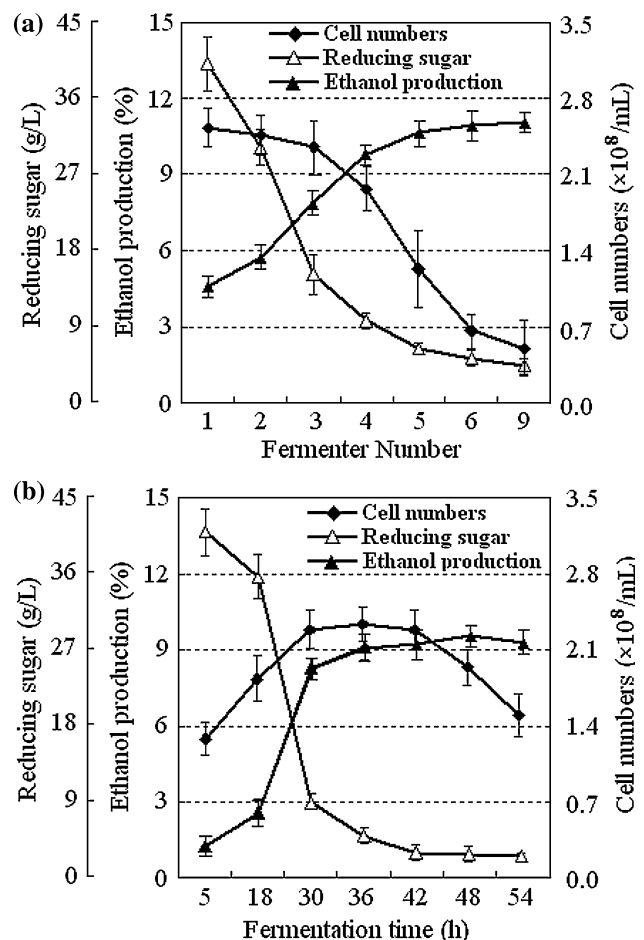 (a)
Reducing sugar (g/L)
45
36
27
18
9
0
Ethanol production (%)
15
12
9
6
3
0
Cell numbers
Reducing sugar
Ethanol production
3.5
2.8
2.1
1.4
0.7
0.0
Cell numbers (×10⁸/mL)
1 2 3 4 5 6 9
Fermenter Number
(b)
Reducing sugar (g/L)
45
36
27
18
9
0
Ethanol production (%)
15
12
9
6
3
0
Cell numbers
Reducing sugar
Ethanol production
3.5
2.8
2.1
1.4
0.7
0.0
Cell numbers (×10⁸/mL)
5 18 30 36 42 48 54
Fermentation time (h)